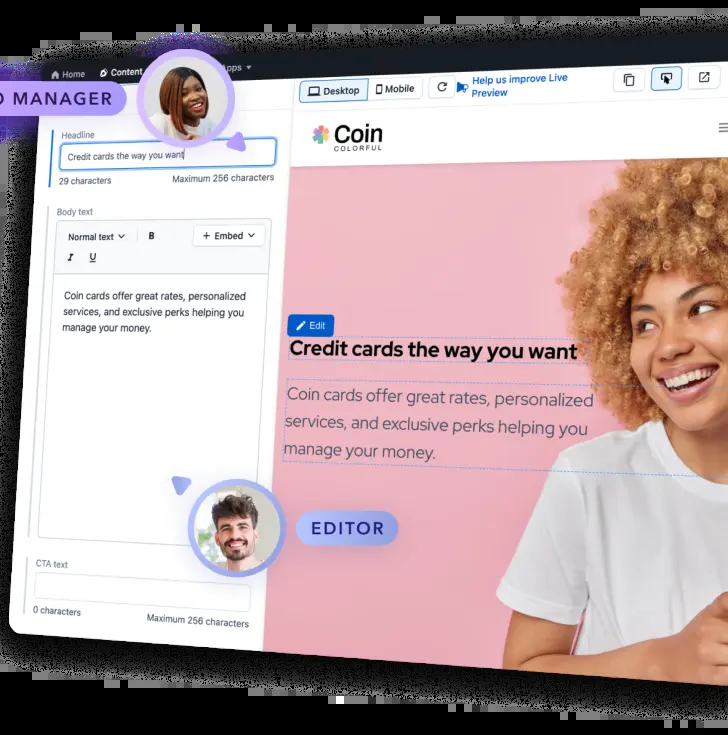 Home
Content
Apps
MANAGER
Headline
Credit cards the way you want
29 characters
Maximum 256 characters
Body text
Normal text
B
+ Embed
I
U
Coin cards offer great rates, personalized
services, and exclusive perks helping you
manage your money.
CTA text
0 characters
Maximum 256 characters
Desktop
Mobile
Help us improve Live
Preview
Coin
COLORFUL
Edit
Credit cards the way you want
Coin cards offer great rates, personalized
services, and exclusive perks helping you
manage your money.
EDITOR